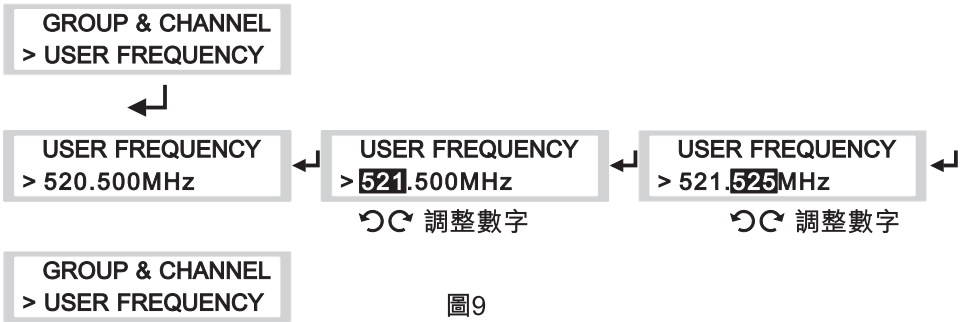 GROUP & CHANNEL
> USER FREQUENCY
USER FREQUENCY
> 520.500MHz
USER FREQUENCY
> 521.500MHz
調整數字
USER FREQUENCY
> 521.525MHz
調整數字
GROUP & CHANNEL
> USER FREQUENCY
圖9